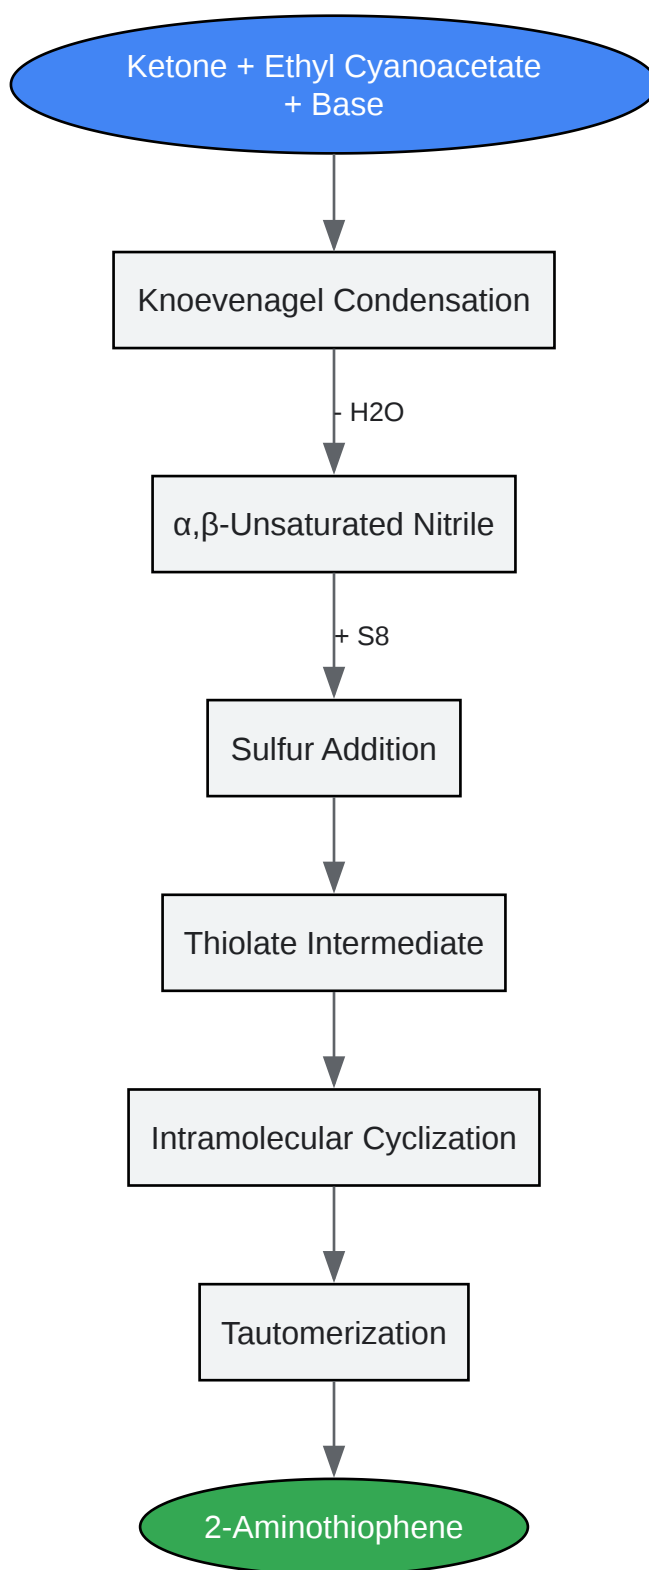 Ketone + Ethyl Cyanoacetate
+ Base
Knoevenagel Condensation
- H2O
α,β-Unsaturated Nitrile
+ S8
Sulfur Addition
Thiolate Intermediate
Intramolecular Cyclization
Tautomerization
2-Aminothiophene